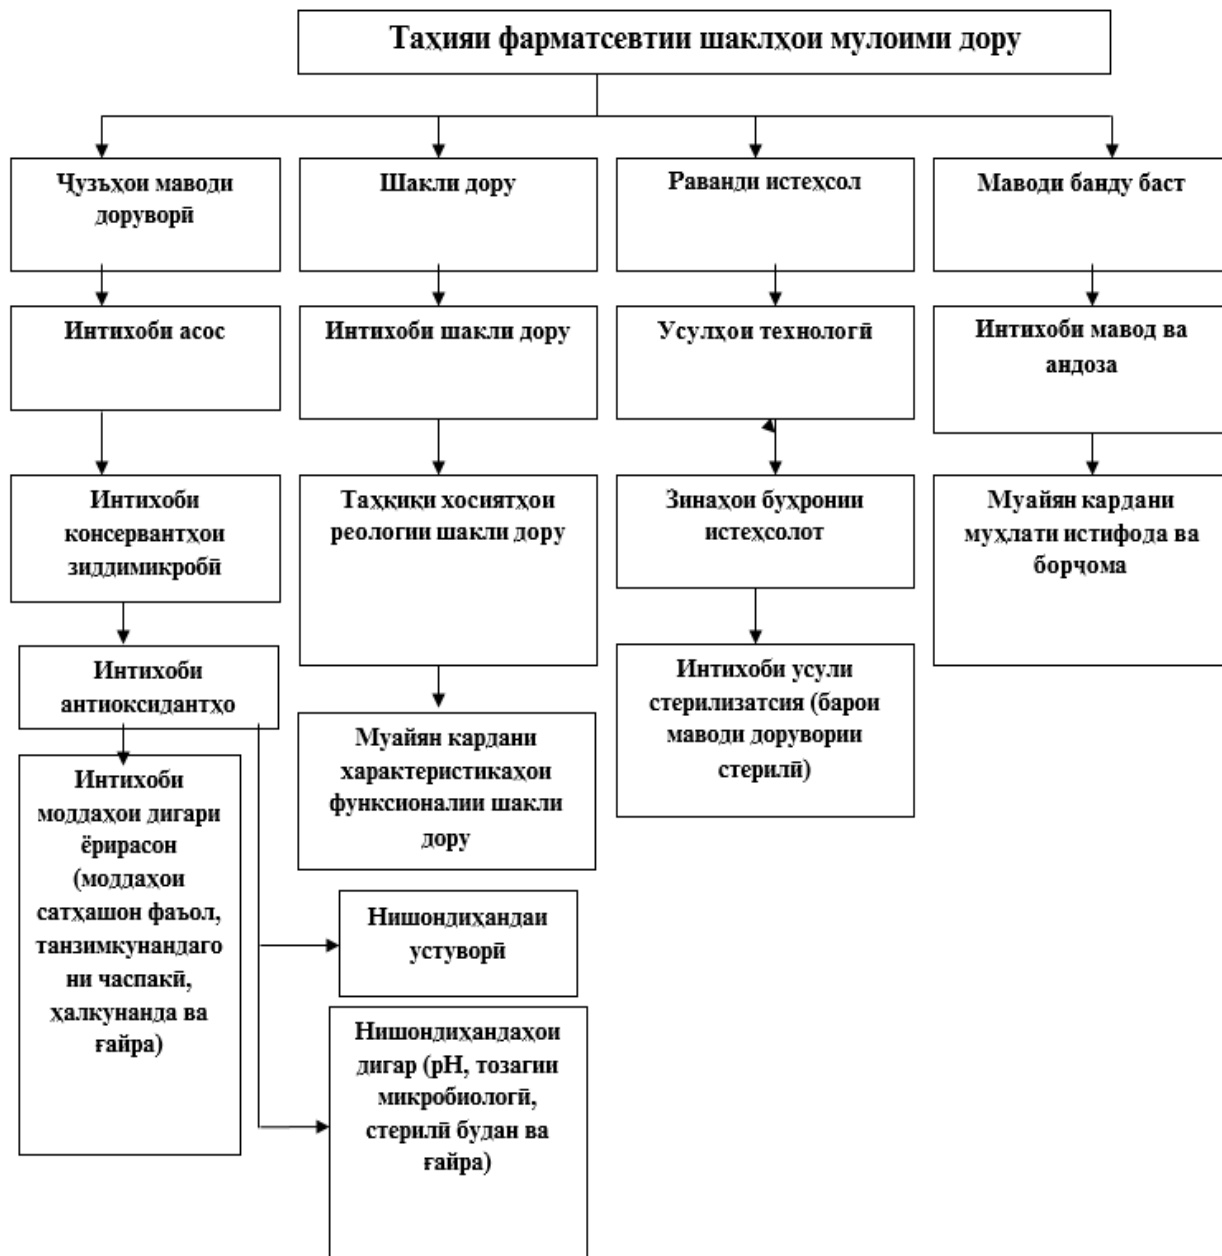 Таҳияи фарматсевтии шаклҳои мулоими дору
Ҷузъҳои маводи
доруворӣ
Шакли дору
Раванди истеҳсол
Маводи банду баст
Интихоби асос
Интихоби шакли дору
Усулҳои технологӣ
Интихоби мавод ва
андоза
Интихоби
консервантҳои
зиддимикробӣ
Таҳқиқи хосиятҳои
реологии шакли дору
Зинаҳои буҳронии
истеҳсолот
Муайян кардани
муҳлати истифода ва
борҷома
Интихоби
антиоксидантҳо
Интихоби усули
стерилизатсия (барои
маводи дорувории
стерилӣ)
Муайян кардани
характеристикаҳои
функсионалии шакли
дору
Интихоби
моддаҳои дигари
ёрирасон
(моддаҳои
сатҳашон фаъол,
танзимкунандаго
ни часпакӣ,
ҳалкунанда ва
ғайра)
Нишондиҳандаи
устуворӣ
Нишондиҳандаҳои
дигар (pH, тозагии
микробиологӣ,
стерилӣ будан ва
ғайра)